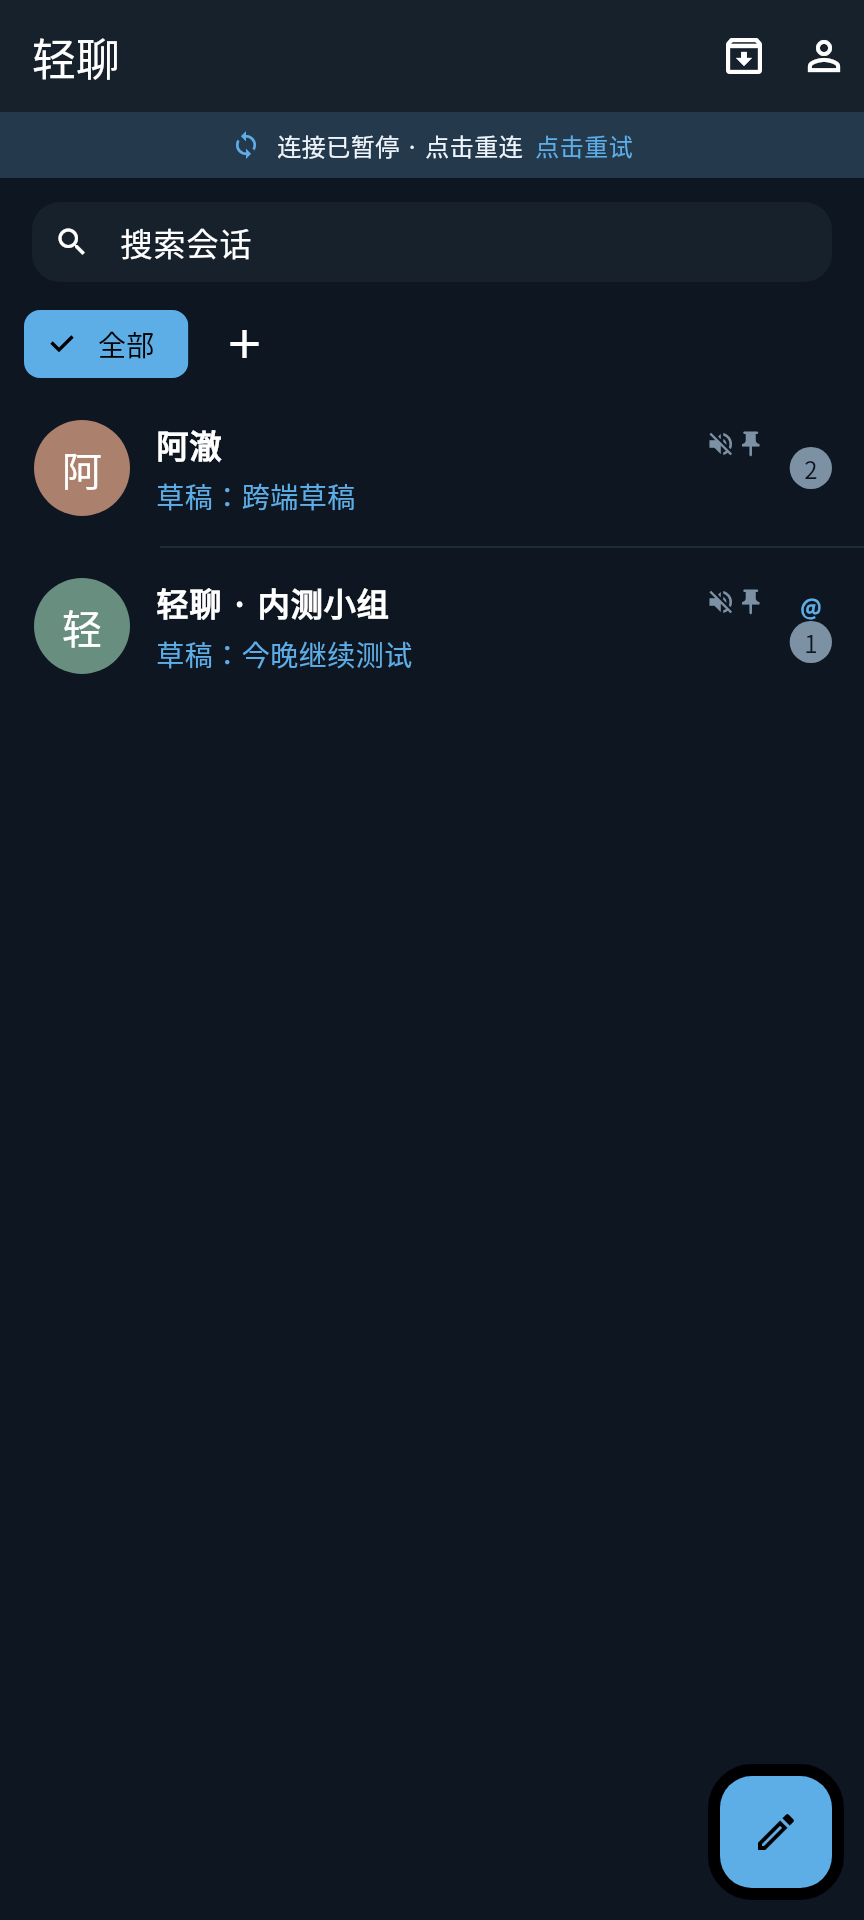 轻聊
连接已暂停 · 点击重连 点击重试
搜索会话
全部
阿
阿澈
2
草稿：跨端草稿
轻
轻聊 · 内测小组
@
1
草稿：今晚继续测试